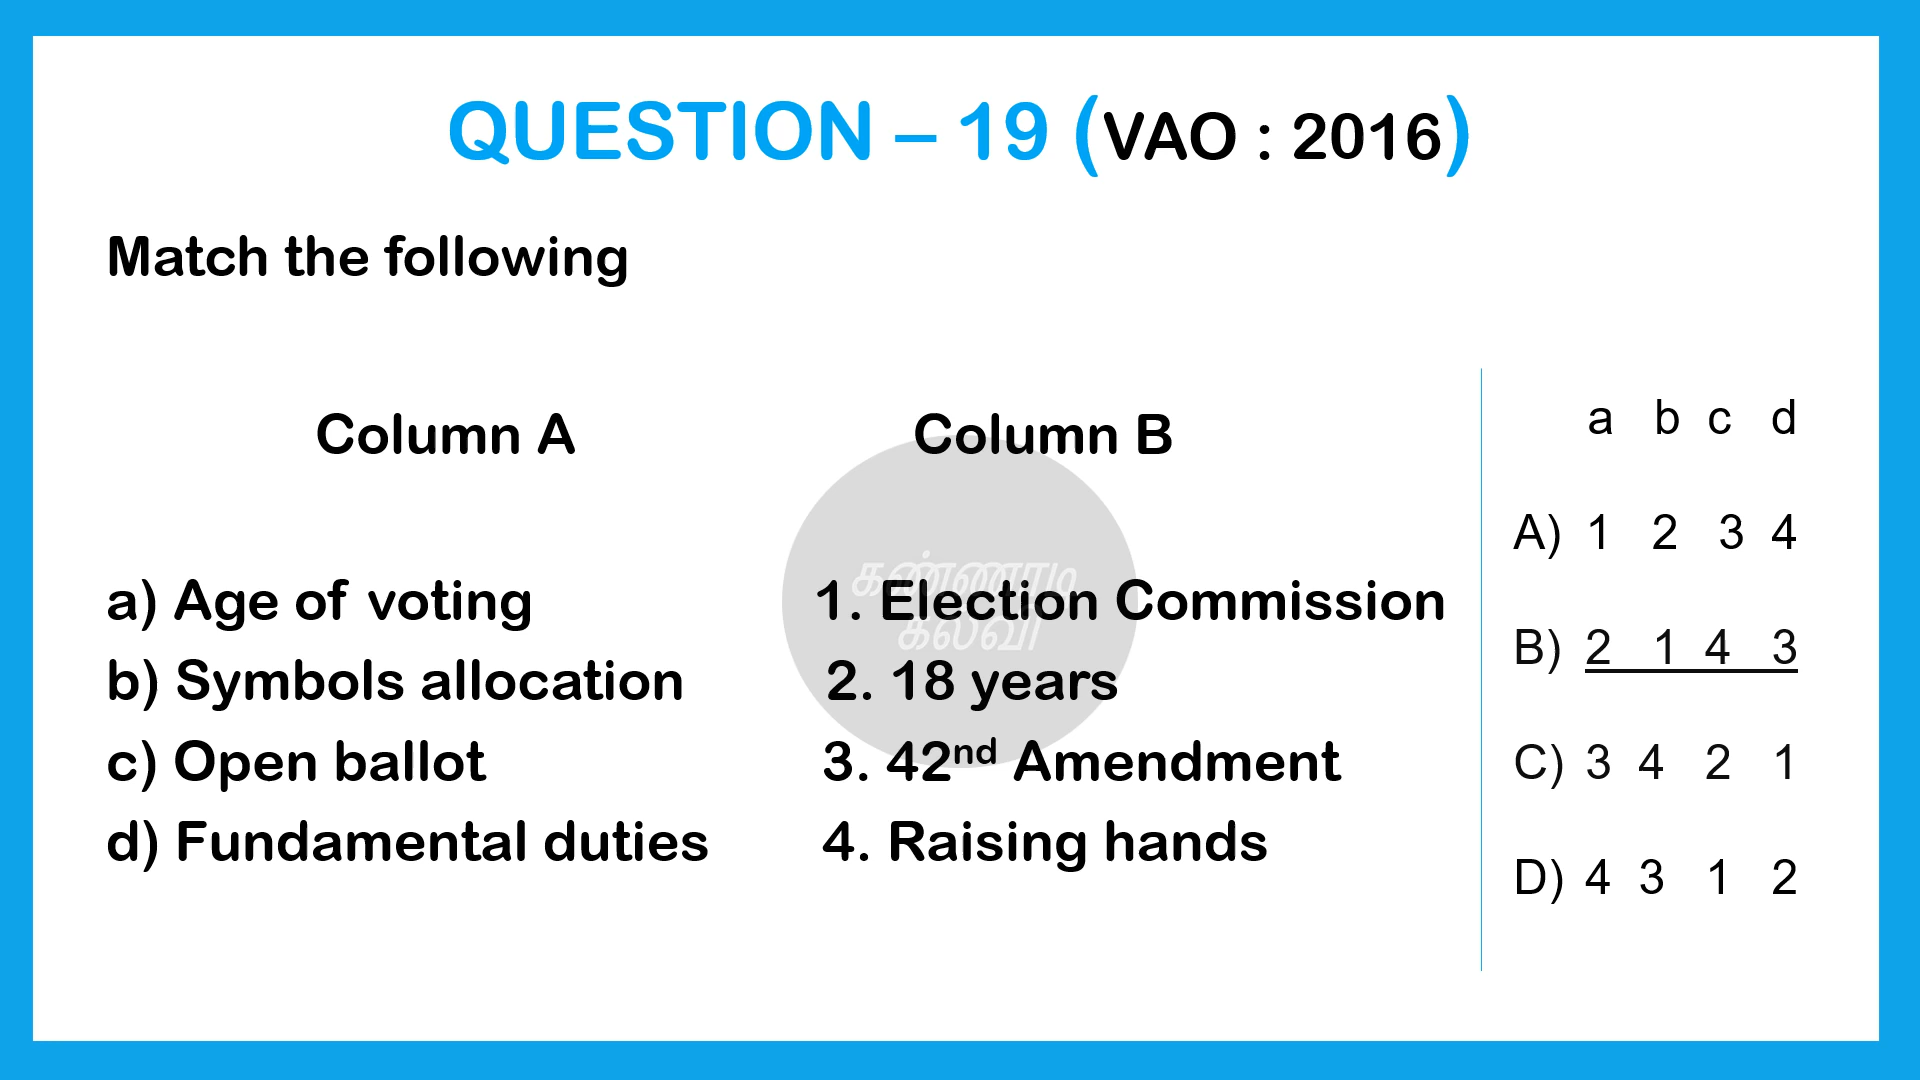 QUESTION – 19 (VAO : 2016)
Match the following
Column A Column B
a) Age of voting 1. Election Commission
b) Symbols allocation 2. 18 years
c) Open ballot 3. 42nd Amendment
d) Fundamental duties 4. Raising hands
கண்ணாடி
கல்வி
a b c d
A) 1 2 3 4
B) 2 1 4 3
C) 3 4 2 1
D) 4 3 1 2